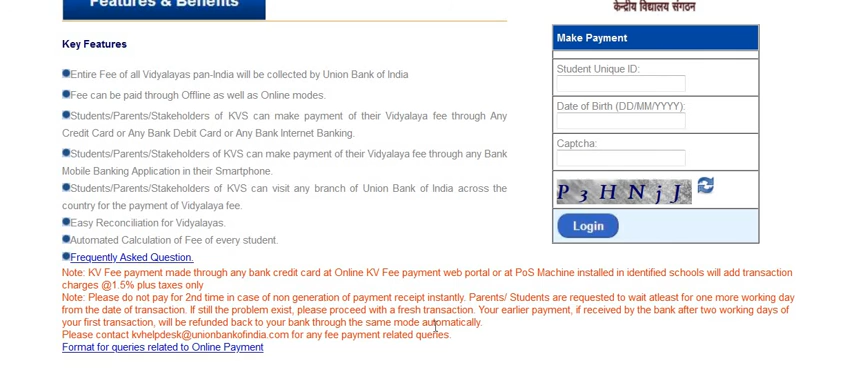 Features & Benefits
Key Features
Entire Fee of all Vidyalayas pan-India will be collected by Union Bank of India
Fee can be paid through Offline as well as Online modes.
Students/Parents/Stakeholders of KVS can make payment of their Vidyalaya fee through Any
Credit Card or Any Bank Debit Card or Any Bank Internet Banking.
Students/Parents/Stakeholders of KVS can make payment of their Vidyalaya fee through any Bank
Mobile Banking Application in their Smartphone.
Students/Parents/Stakeholders of KVS can visit any branch of Union Bank of India across the
country for the payment of Vidyalaya fee.
Easy Reconciliation for Vidyalayas.
Automated Calculation of Fee of every student.
Frequently Asked Question.
केन्द्रीय विद्यालय संगठन
Make Payment
Student Unique ID:
Date of Birth (DD/MM/YYYY):
Captcha:
P 3 H N j J
Login
Note: KV Fee payment made through any bank credit card at Online KV Fee payment web portal or at PoS Machine installed in identified schools will add transaction
charges @1.5% plus taxes only
Note: Please do not pay for 2nd time in case of non generation of payment receipt instantly. Parents/ Students are requested to wait atleast for one more working day
from the date of transaction. If still the problem exist, please proceed with a fresh transaction. Your earlier payment, if received by the bank after two working days of
your first transaction, will be refunded back to your bank through the same mode automatically.
Please contact kvhelpdesk@unionbankofindia.com for any fee payment related queries.
Format for queries related to Online Payment